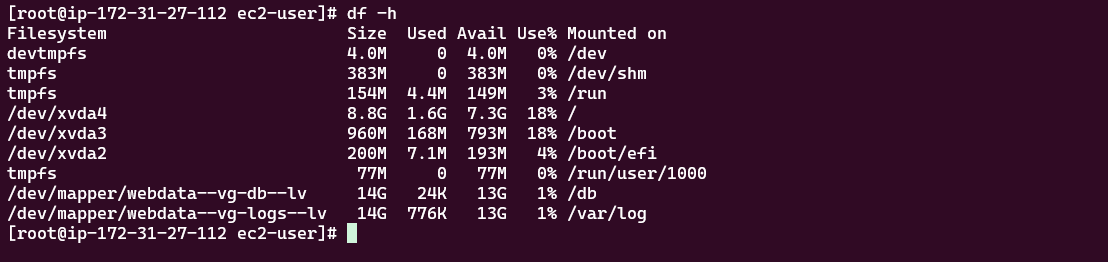 [root@ip-172-31-27-112 ec2-user]# df -h
Filesystem                        Size  Used Avail Use% Mounted on
devtmpfs                          4.0M     0  4.0M   0% /dev
tmpfs                             383M     0  383M   0% /dev/shm
tmpfs                             154M  4.4M  149M   3% /run
/dev/xvda4                        8.8G  1.6G  7.3G  18% /
/dev/xvda3                        960M  168M  793M  18% /boot
/dev/xvda2                        200M  7.1M  193M   4% /boot/efi
tmpfs                              77M     0   77M   0% /run/user/1000
/dev/mapper/webdata--vg-db--lv     14G   24K   13G   1% /db
/dev/mapper/webdata--vg-logs--lv   14G  776K   13G   1% /var/log
[root@ip-172-31-27-112 ec2-user]#